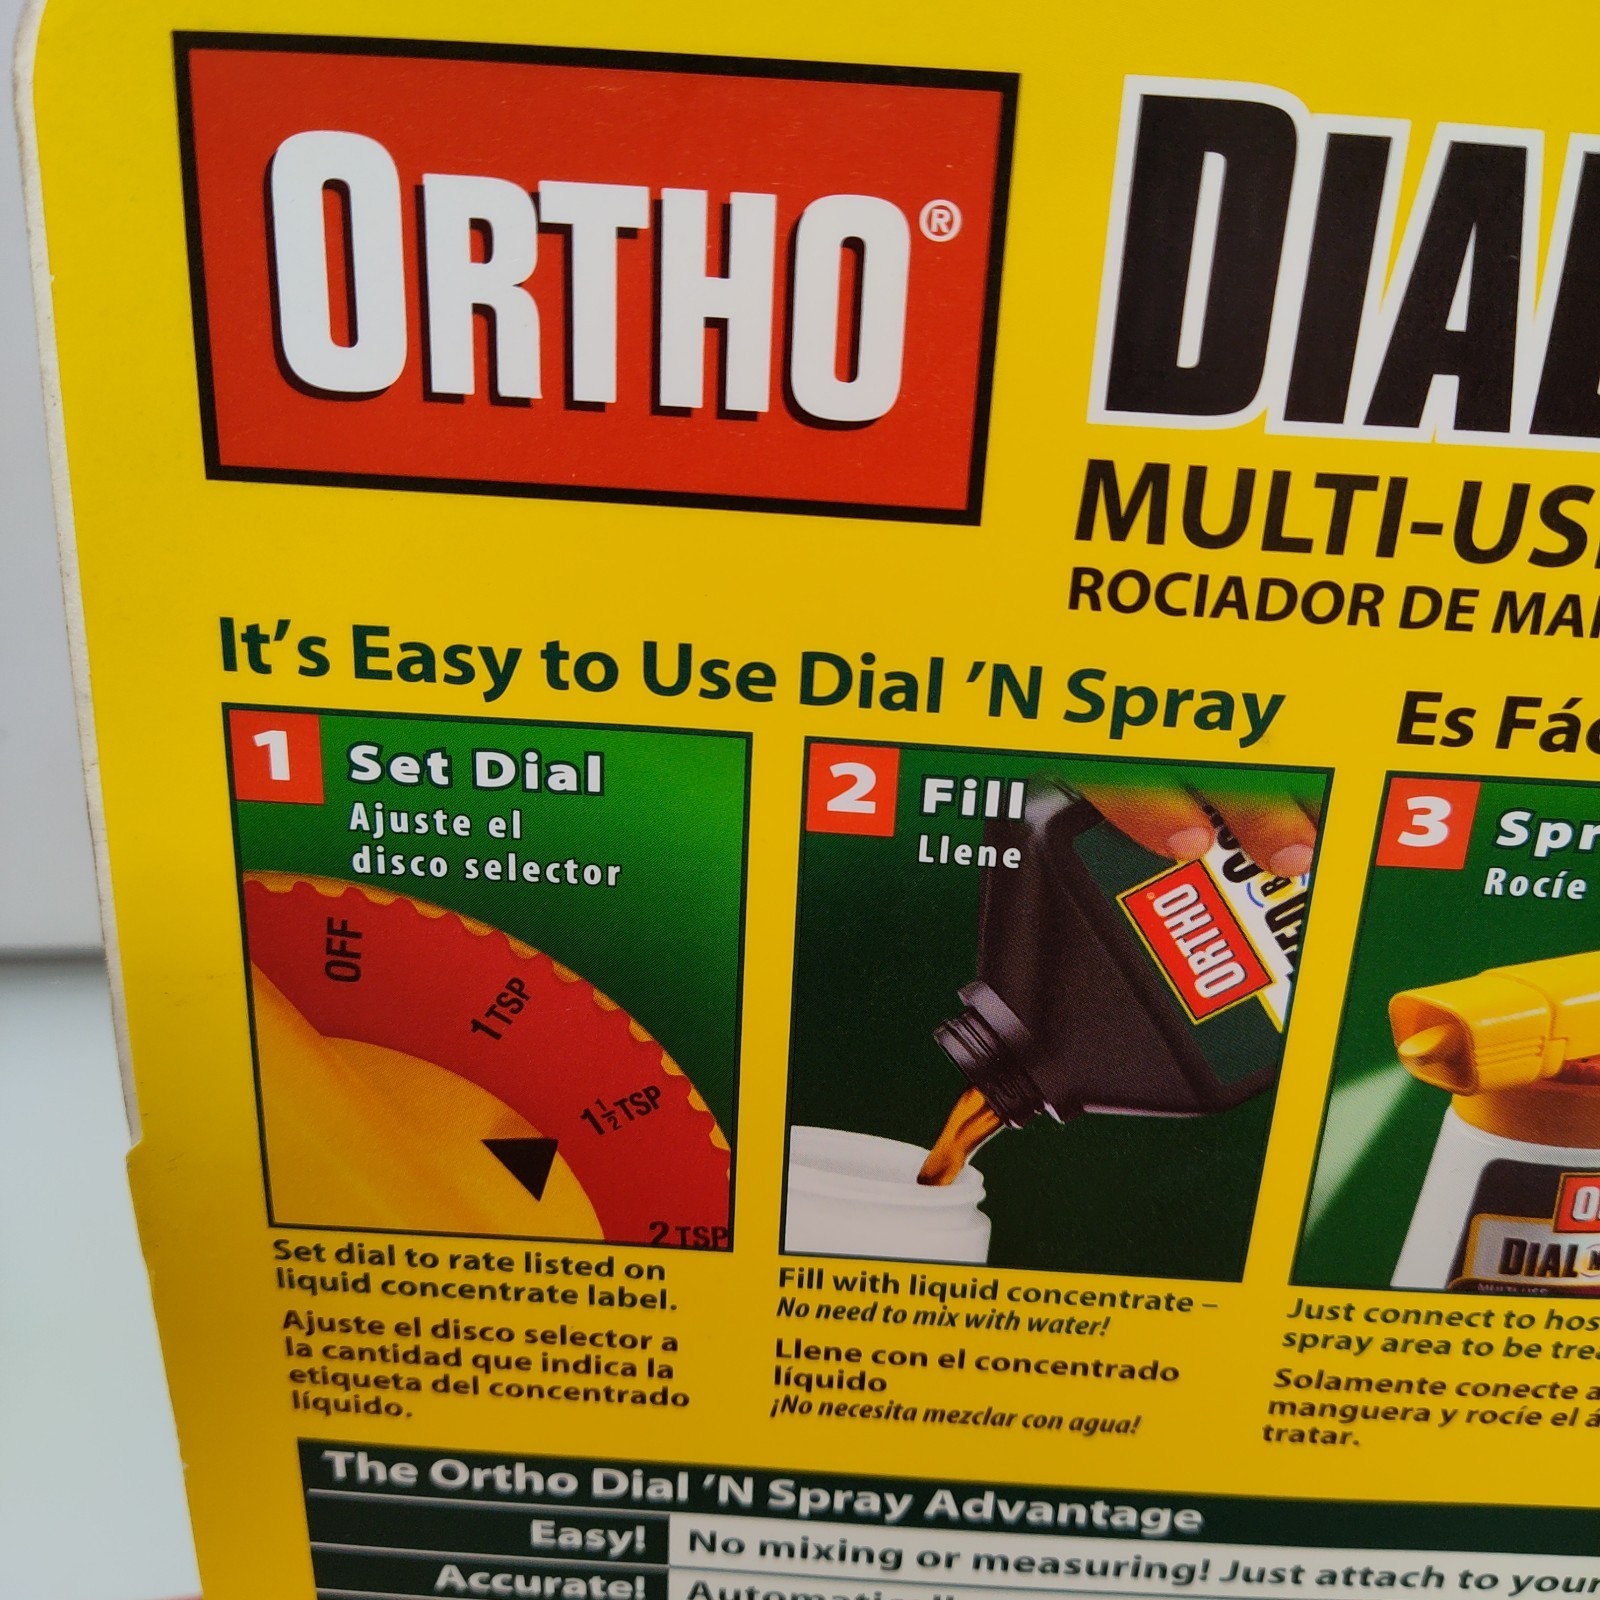 ORTHO®
DIAL
MULTI-US
ROCIADOR DE MA
It's Easy to Use Dial 'N Spray
Es Fác
1 Set Dial
Ajuste el
disco selector
OFF
1 TSP
1 1/2 TSP
2 TSP
Set dial to rate listed on
liquid concentrate label.
Ajuste el disco selector a
la cantidad que indica la
etiqueta del concentrado
líquido.
2 Fill
Llene
ORTHO
Fill with liquid concentrate –
No need to mix with water!
Llene con el concentrado
líquido
¡No necesita mezclar con agua!
3 Spr
Rocíe
DIAL
Just connect to hos
spray area to be trea
Solamente conecte a
manguera y rocíe el á
tratar.
The Ortho Dial 'N Spray Advantage
Easy! No mixing or measuring! Just attach to your
Accurate!